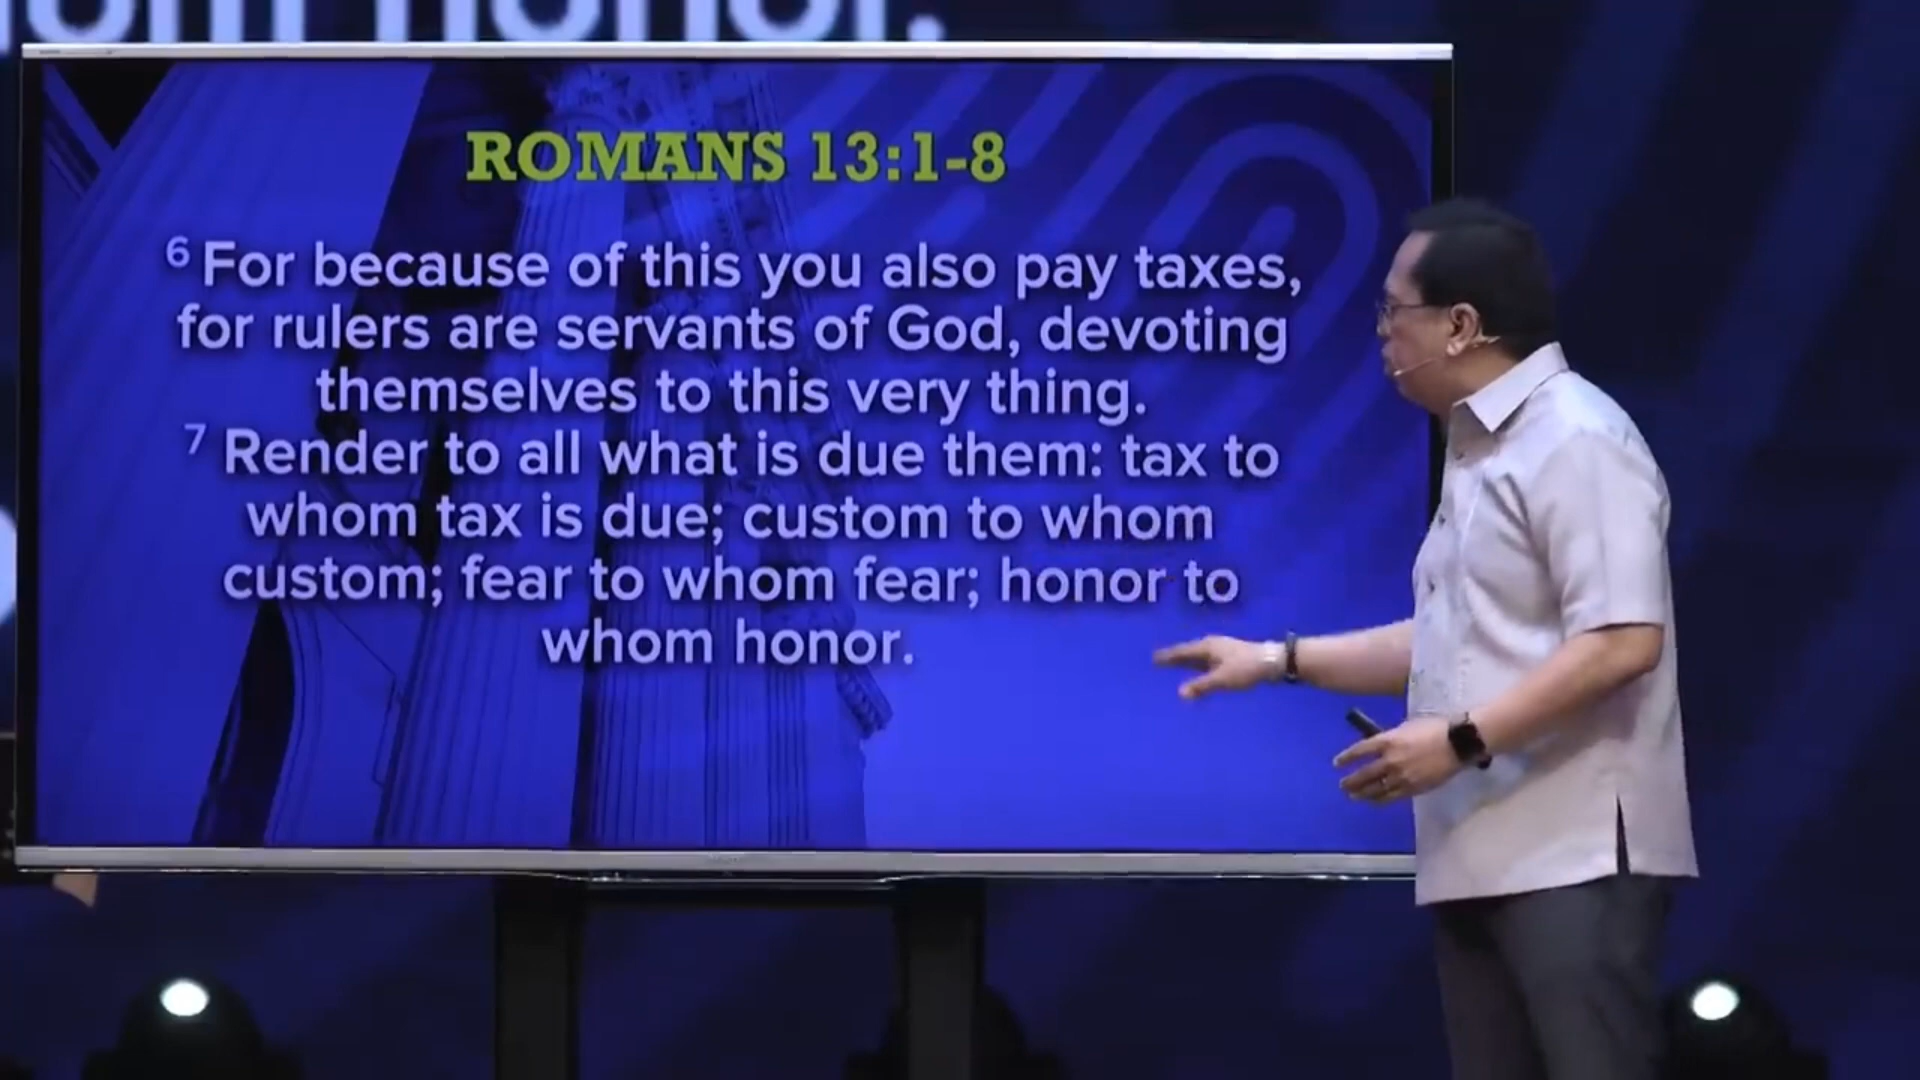 whom honor.
ROMANS 13:1-8
6 For because of this you also pay taxes,
for rulers are servants of God, devoting
themselves to this very thing.
7 Render to all what is due them: tax to
whom tax is due; custom to whom
custom; fear to whom fear; honor to
whom honor.